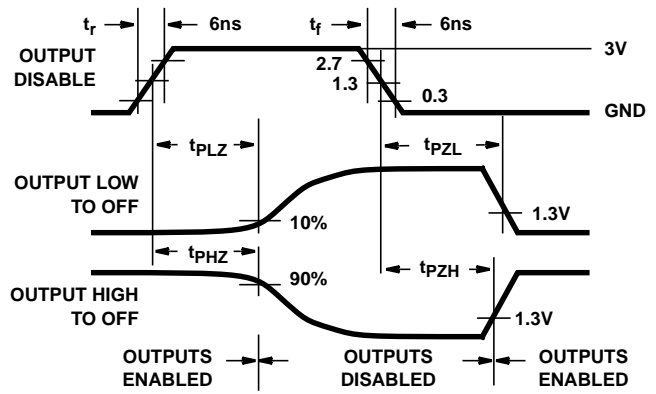 tr 6ns tf 6ns
OUTPUT
DISABLE
3V
2.7
1.3
0.3
GND
tPLZ tPZL
OUTPUT LOW
TO OFF
10%
1.3V
tPHZ tPZH
OUTPUT HIGH
TO OFF
90%
1.3V
OUTPUTS
ENABLED
OUTPUTS
DISABLED
OUTPUTS
ENABLED